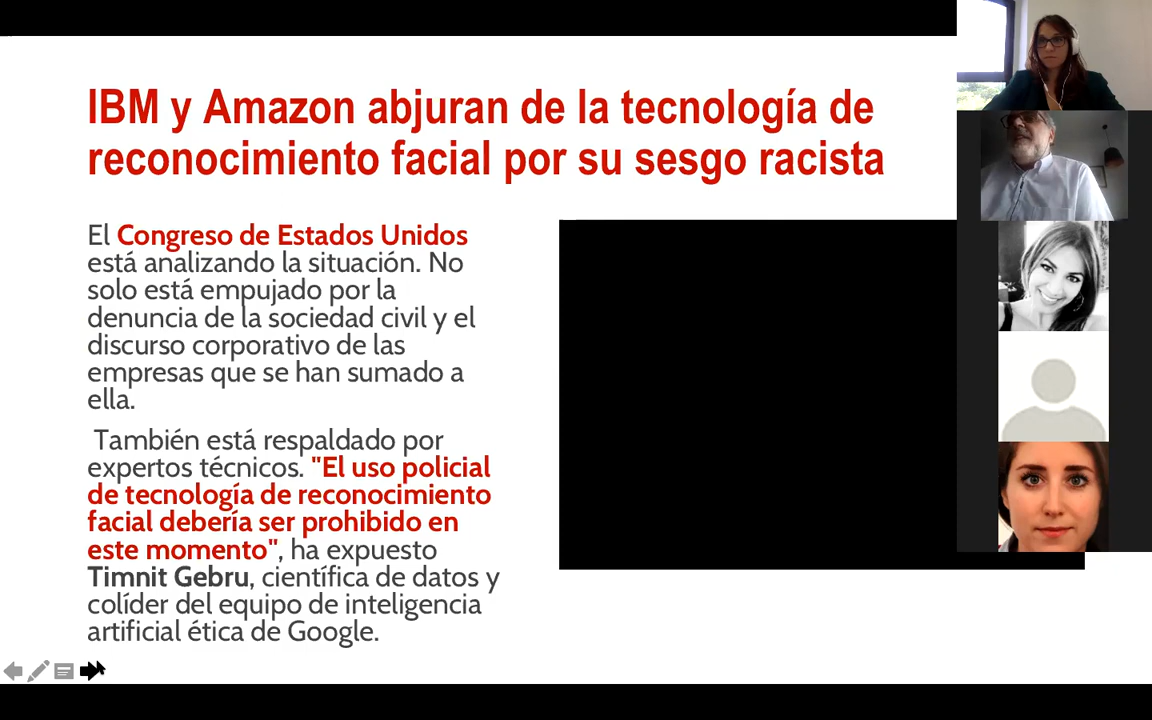 IBM y Amazon abjuran de la tecnología de
reconocimiento facial por su sesgo racista
El Congreso de Estados Unidos
está analizando la situación. No
solo está empujado por la
denuncia de la sociedad civil y el
discurso corporativo de las
empresas que se han sumado a
ella.
También está respaldado por
expertos técnicos. "El uso policial
de tecnología de reconocimiento
facial debería ser prohibido en
este momento", ha expuesto
Timnit Gebru, científica de datos y
colíder del equipo de inteligencia
artificial ética de Google.